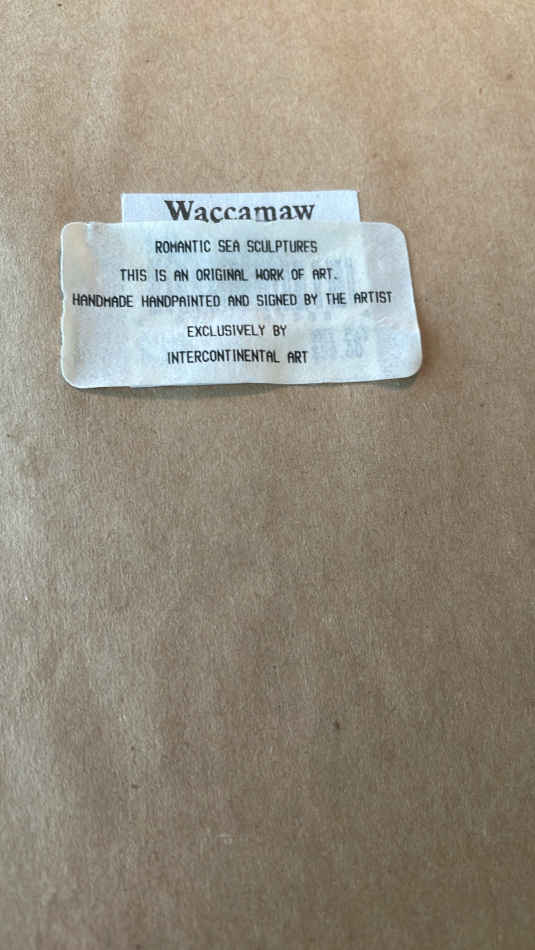 Waccamaw
ROMANTIC SEA SCULPTURES
THIS IS AN ORIGINAL WORK OF ART.
HANDMADE HANDPAINTED AND SIGNED BY THE ARTIST
EXCLUSIVELY BY
INTERCONTINENTAL ART